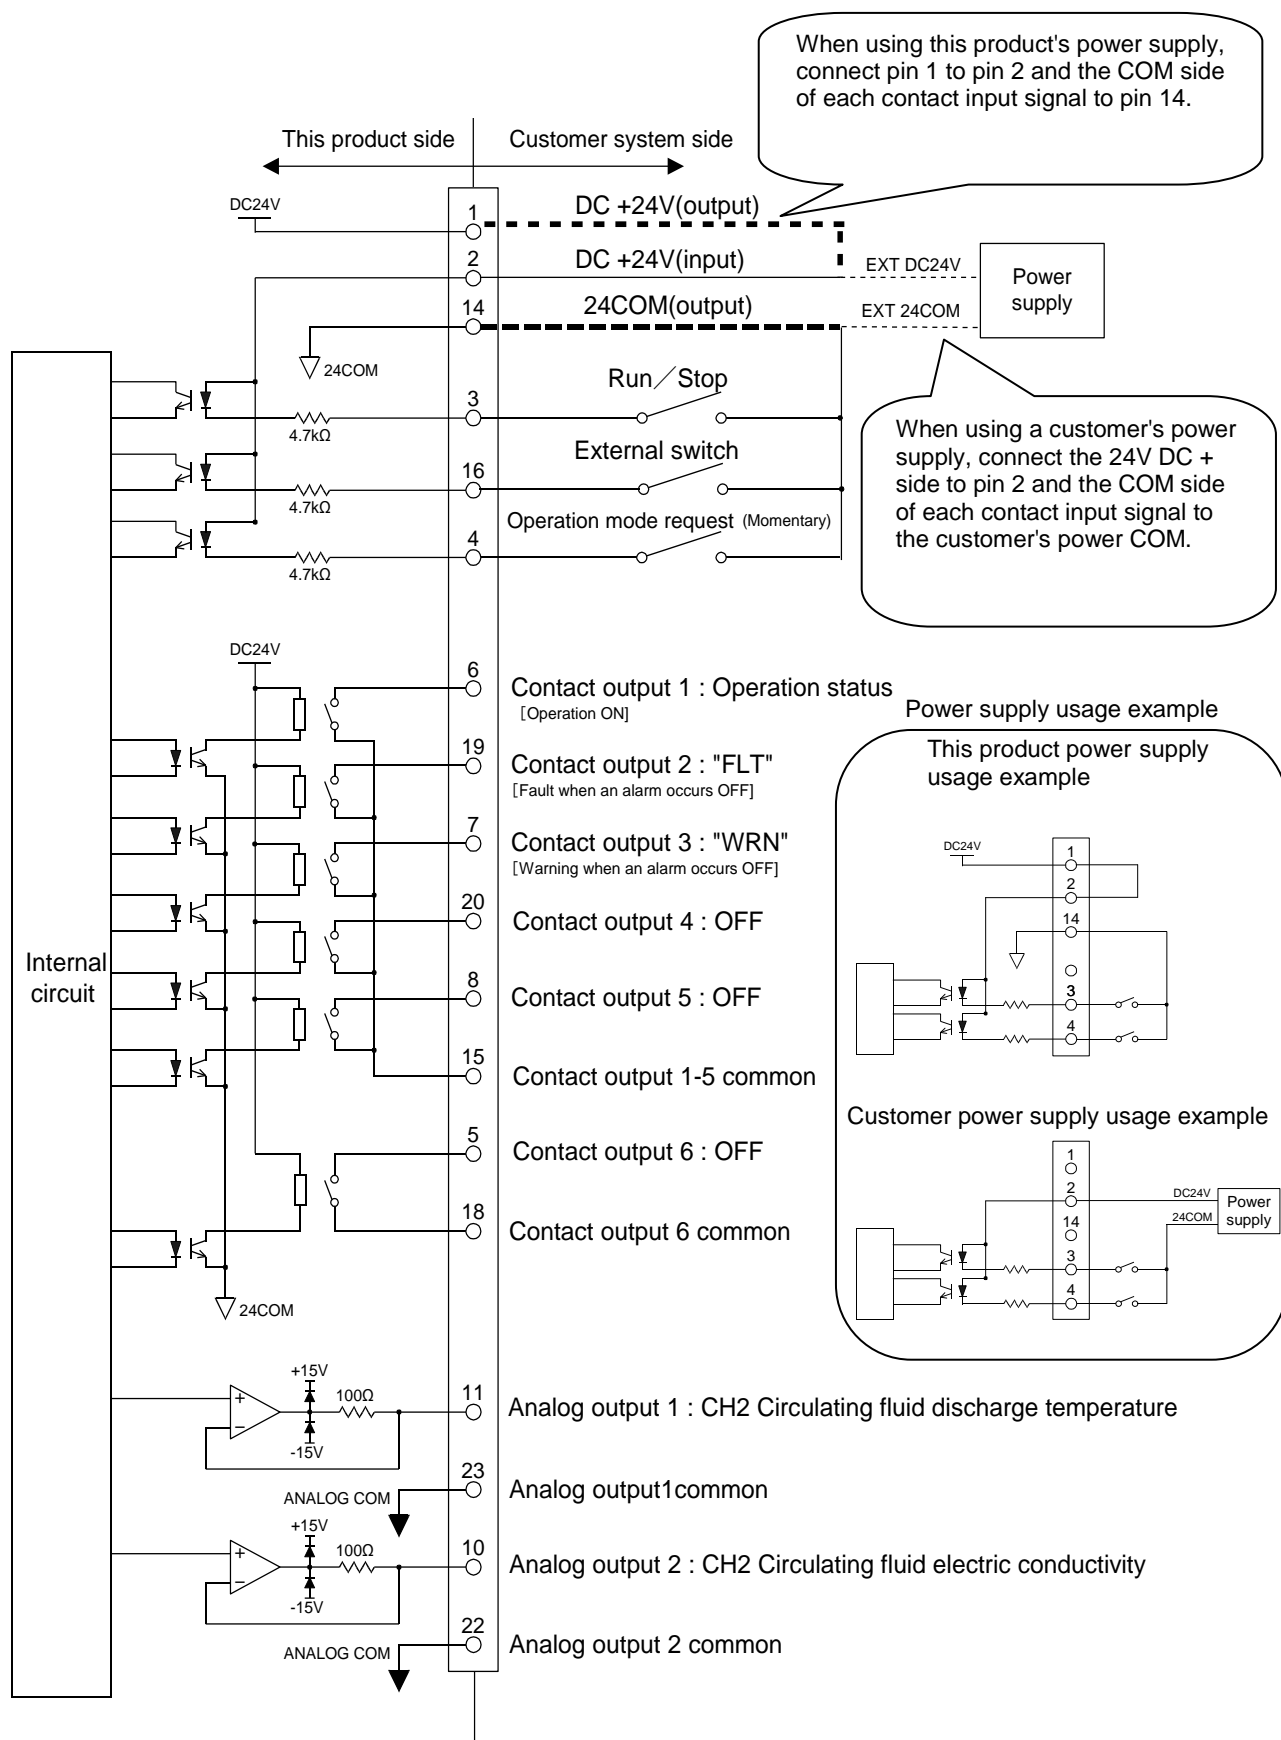 When using this product's power supply,
connect pin 1 to pin 2 and the COM side
of each contact input signal to pin 14.
This product side
Customer system side
DC24V
1
DC +24V(output)
2
DC +24V(input)
EXT DC24V
Power
supply
14
24COM(output)
EXT 24COM
24COM
Run／Stop
3
4.7kΩ
When using a customer's power
supply, connect the 24V DC +
side to pin 2 and the COM side
of each contact input signal to
the customer's power COM.
External switch
16
4.7kΩ
Operation mode request (Momentary)
4
4.7kΩ
DC24V
6
Contact output 1 : Operation status
[Operation ON]
19
Contact output 2 : "FLT"
[Fault when an alarm occurs OFF]
7
Contact output 3 : "WRN"
[Warning when an alarm occurs OFF]
20
Contact output 4 : OFF
Internal
circuit
8
Contact output 5 : OFF
15
Contact output 1-5 common
5
Contact output 6 : OFF
18
Contact output 6 common
24COM
Power supply usage example
This product power supply
usage example
DC24V
1
2
14
3
4
Customer power supply usage example
1
2
DC24V
Power
supply
14
24COM
3
4
+15V
100Ω
+
−
-15V
11
Analog output 1 : CH2 Circulating fluid discharge temperature
23
ANALOG COM
Analog output1common
+15V
100Ω
+
−
-15V
10
Analog output 2 : CH2 Circulating fluid electric conductivity
22
ANALOG COM
Analog output 2 common